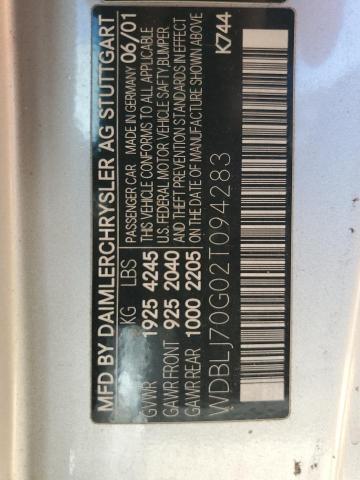 MFD BY DAIMLERCHRYSLER AG STUTTGART
KG LBS PASSENGER CAR MADE IN GERMANY 06/01
GVWR 1925 4245 THIS VEHICLE CONFORMS TO ALL APPLICABLE
GAWR FRONT 925 2040 U.S. FEDERAL MOTOR VEHICLE SAFETY BUMPER
GAWR REAR 1000 2205 AND THEFT PREVENTION STANDARDS IN EFFECT
ON THE DATE OF MANUFACTURE SHOWN ABOVE
WDBLJ70G02T094283 K744